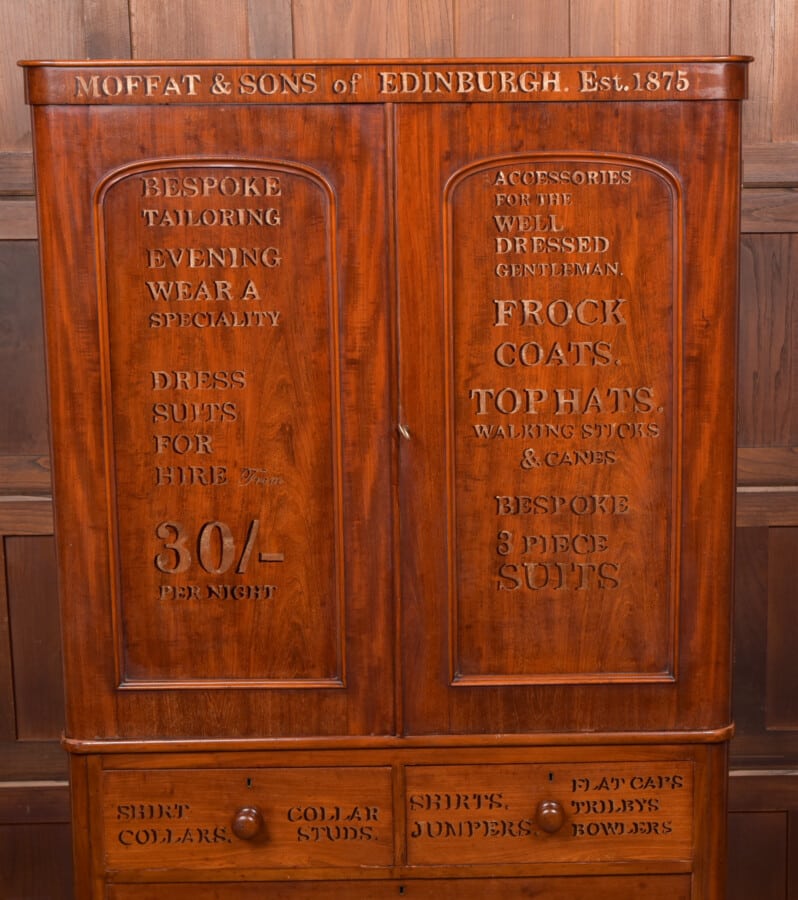 MOFFAT & SONS of EDINBURGH. Est. 1875
BESPOKE
TAILORING
EVENING
WEAR A
SPECIALITY
DRESS
SUITS
FOR
HIRE From
30/-
PER NIGHT
ACCESSORIES
FOR THE
WELL
DRESSED
GENTLEMAN.
FROCK
COATS.
TOP HATS.
WALKING STICKS
& CANES
BESPOKE
3 PIECE
SUITS
SHIRT
COLLARS.
COLLAR
STUDS.
SHIRTS.
JUMPERS.
FLAT CAPS
TRILBYS
BOWLERS